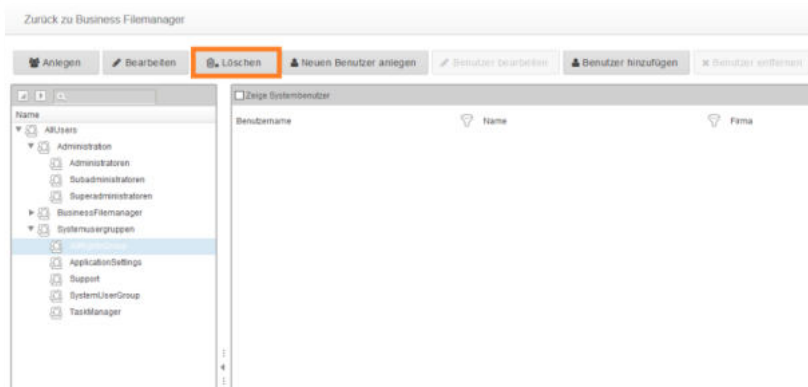 Zurück zu Business Filemanager
Anlegen Bearbeiten Löschen Neuen Benutzer anlegen Benutzer bearbeiten Benutzer hinzufügen Benutzer entfernen
Zeige Systembenutzer
Name
Benutzername Name Firma
AllUsers
Administration
Administratoren
Subadministratoren
Superadministratoren
BusinessFilemanager
Systemusergruppen
ApplicationSettings
Support
SystemUserGroup
TaskManager